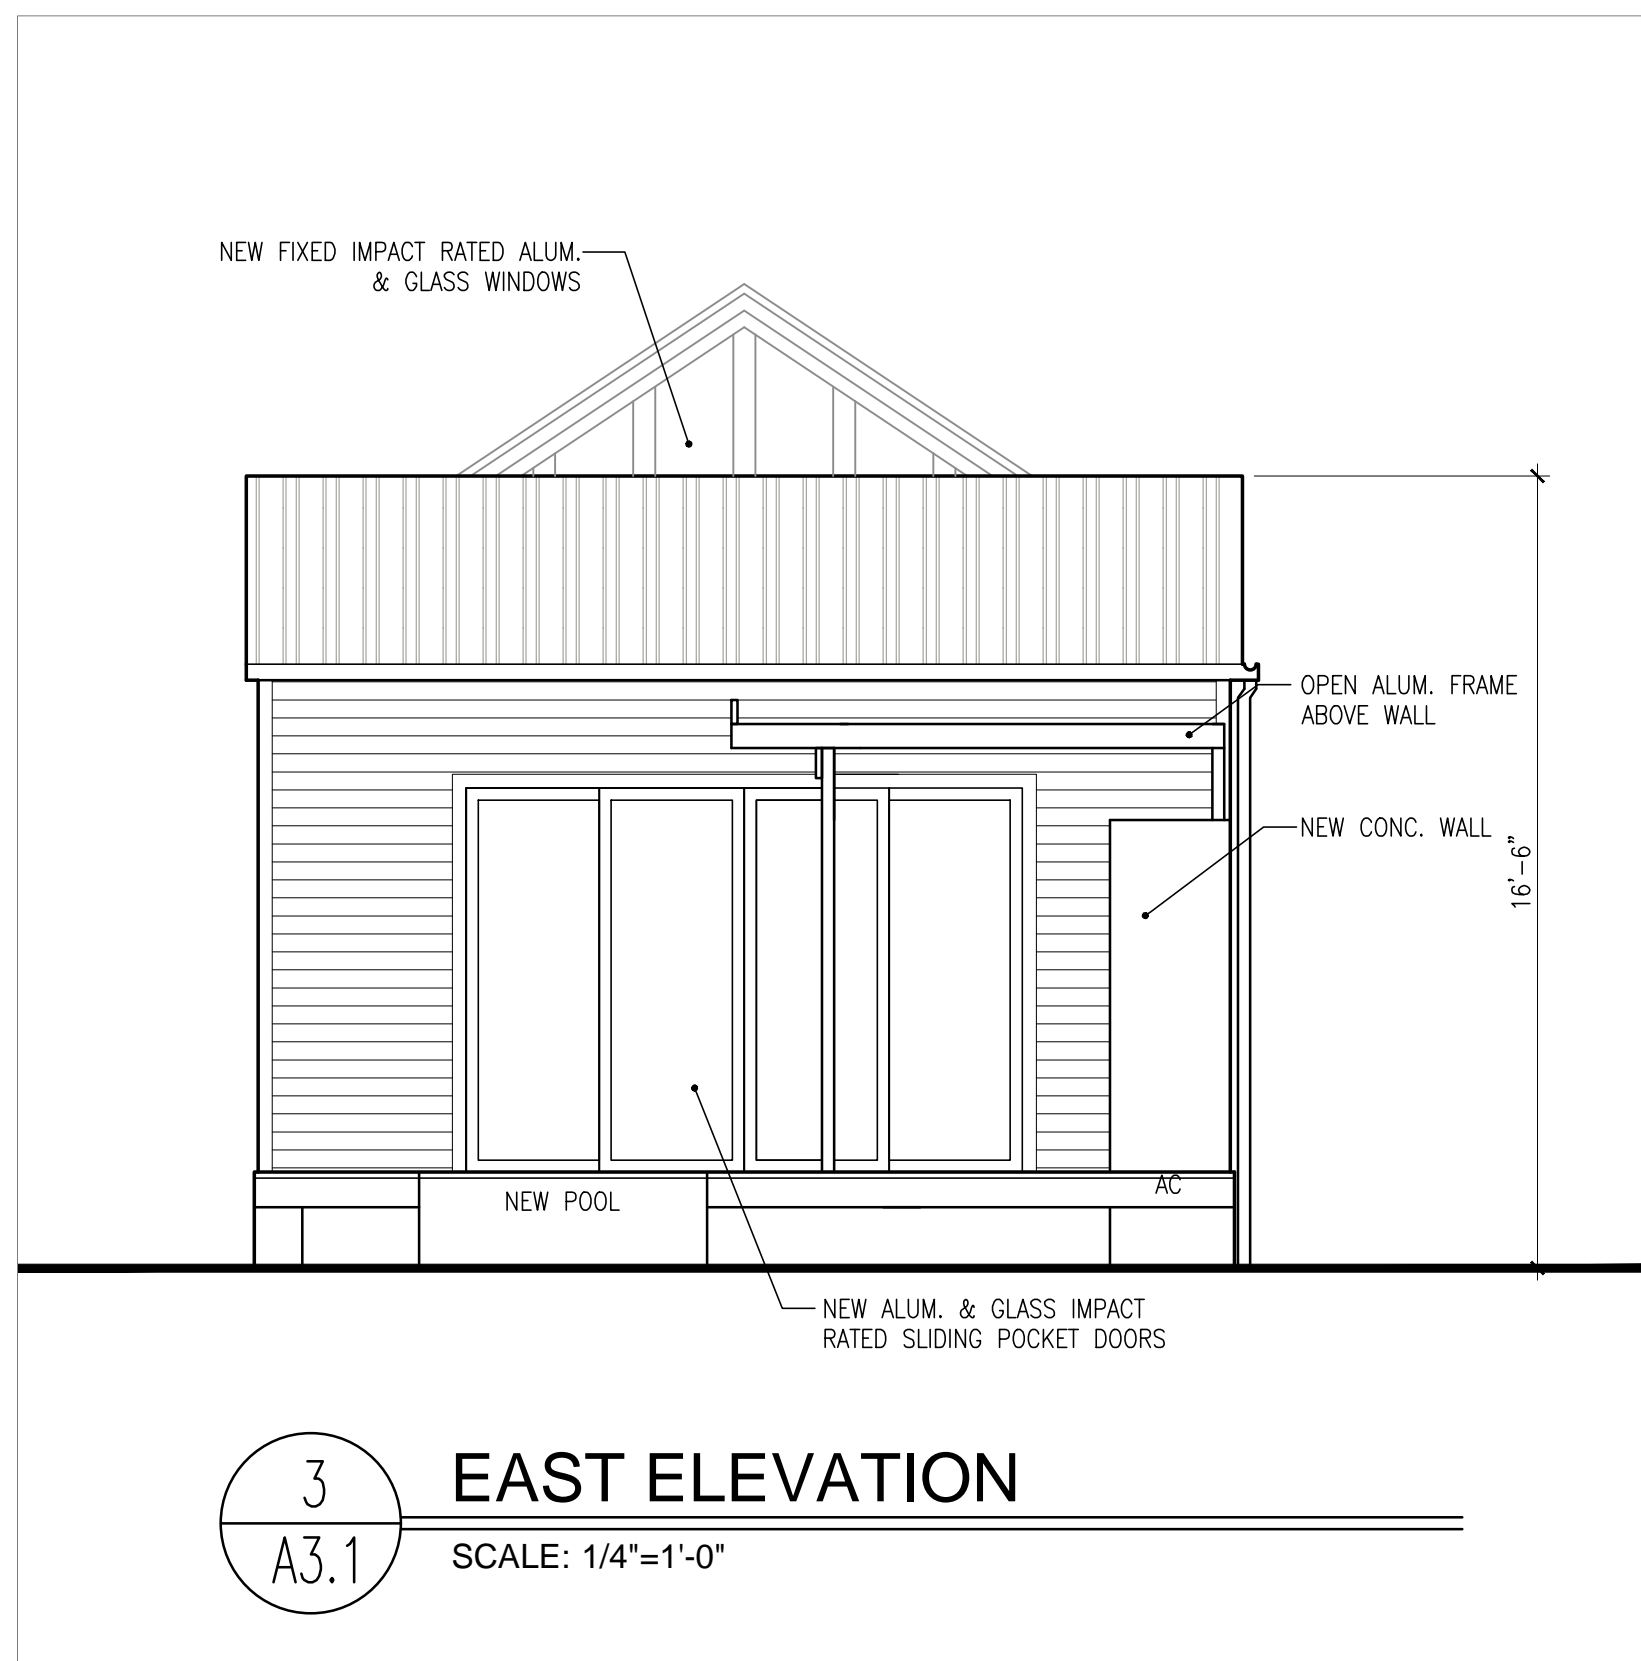 NEW FIXED IMPACT RATED ALUM.
& GLASS WINDOWS
OPEN ALUM. FRAME
ABOVE WALL
NEW CONC. WALL
16'-6"
AC
NEW POOL
NEW ALUM. & GLASS IMPACT
RATED SLIDING POCKET DOORS
3
A3.1
EAST ELEVATION
SCALE: 1/4"=1'-0"